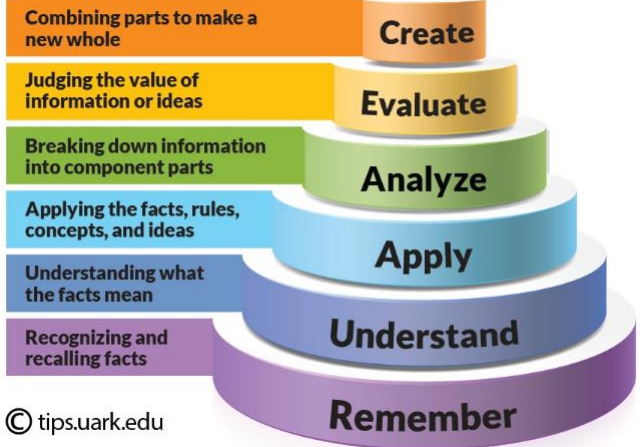 Combining parts to make a
new whole
Create
Judging the value of
information or ideas
Evaluate
Breaking down information
into component parts
Analyze
Applying the facts, rules,
concepts, and ideas
Apply
Understanding what
the facts mean
Understand
Recognizing and
recalling facts
Remember
© tips.uark.edu